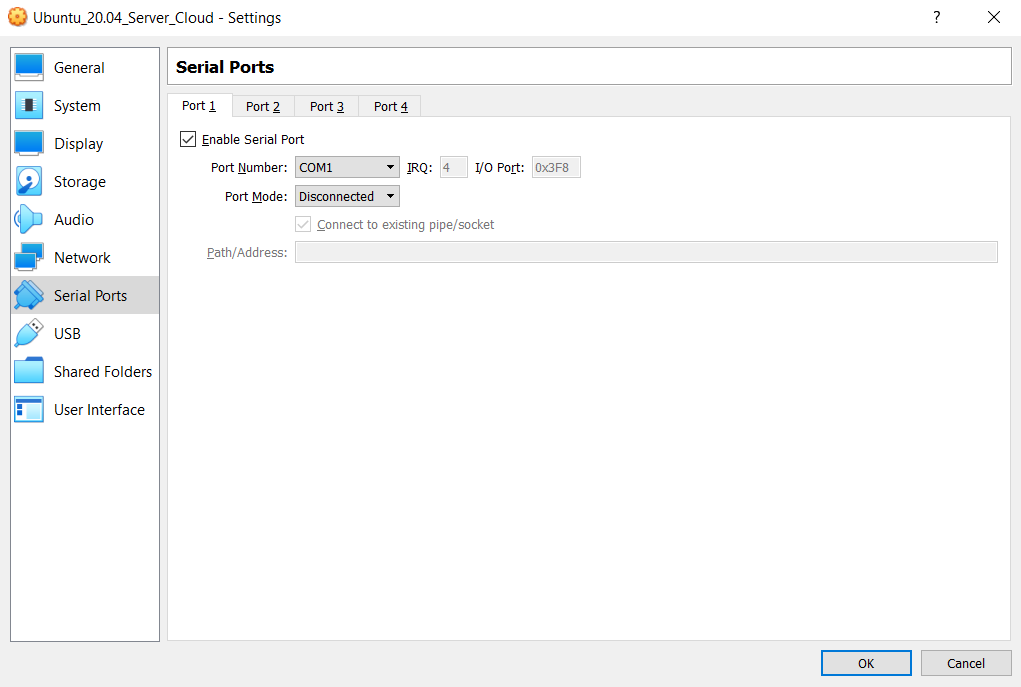 Ubuntu_20.04_Server_Cloud - Settings ?
General
System
Display
Storage
Audio
Network
Serial Ports
USB
Shared Folders
User Interface
Serial Ports
Port 1 Port 2 Port 3 Port 4
Enable Serial Port
Port Number: COM1 IRQ: 4 I/O Port: 0x3F8
Port Mode: Disconnected
Connect to existing pipe/socket
Path/Address:
OK Cancel